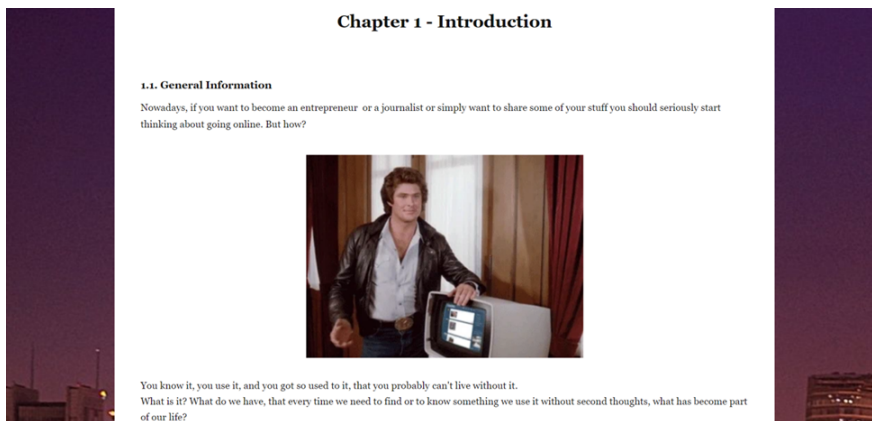 Chapter 1 - Introduction
1.1. General Information
Nowadays, if you want to become an entrepreneur or a journalist or simply want to share some of your stuff you should seriously start
thinking about going online. But how?
You know it, you use it, and you got so used to it, that you probably can't live without it.
What is it? What do we have, that every time we need to find or to know something we use it without second thoughts, what has become part
of our life?